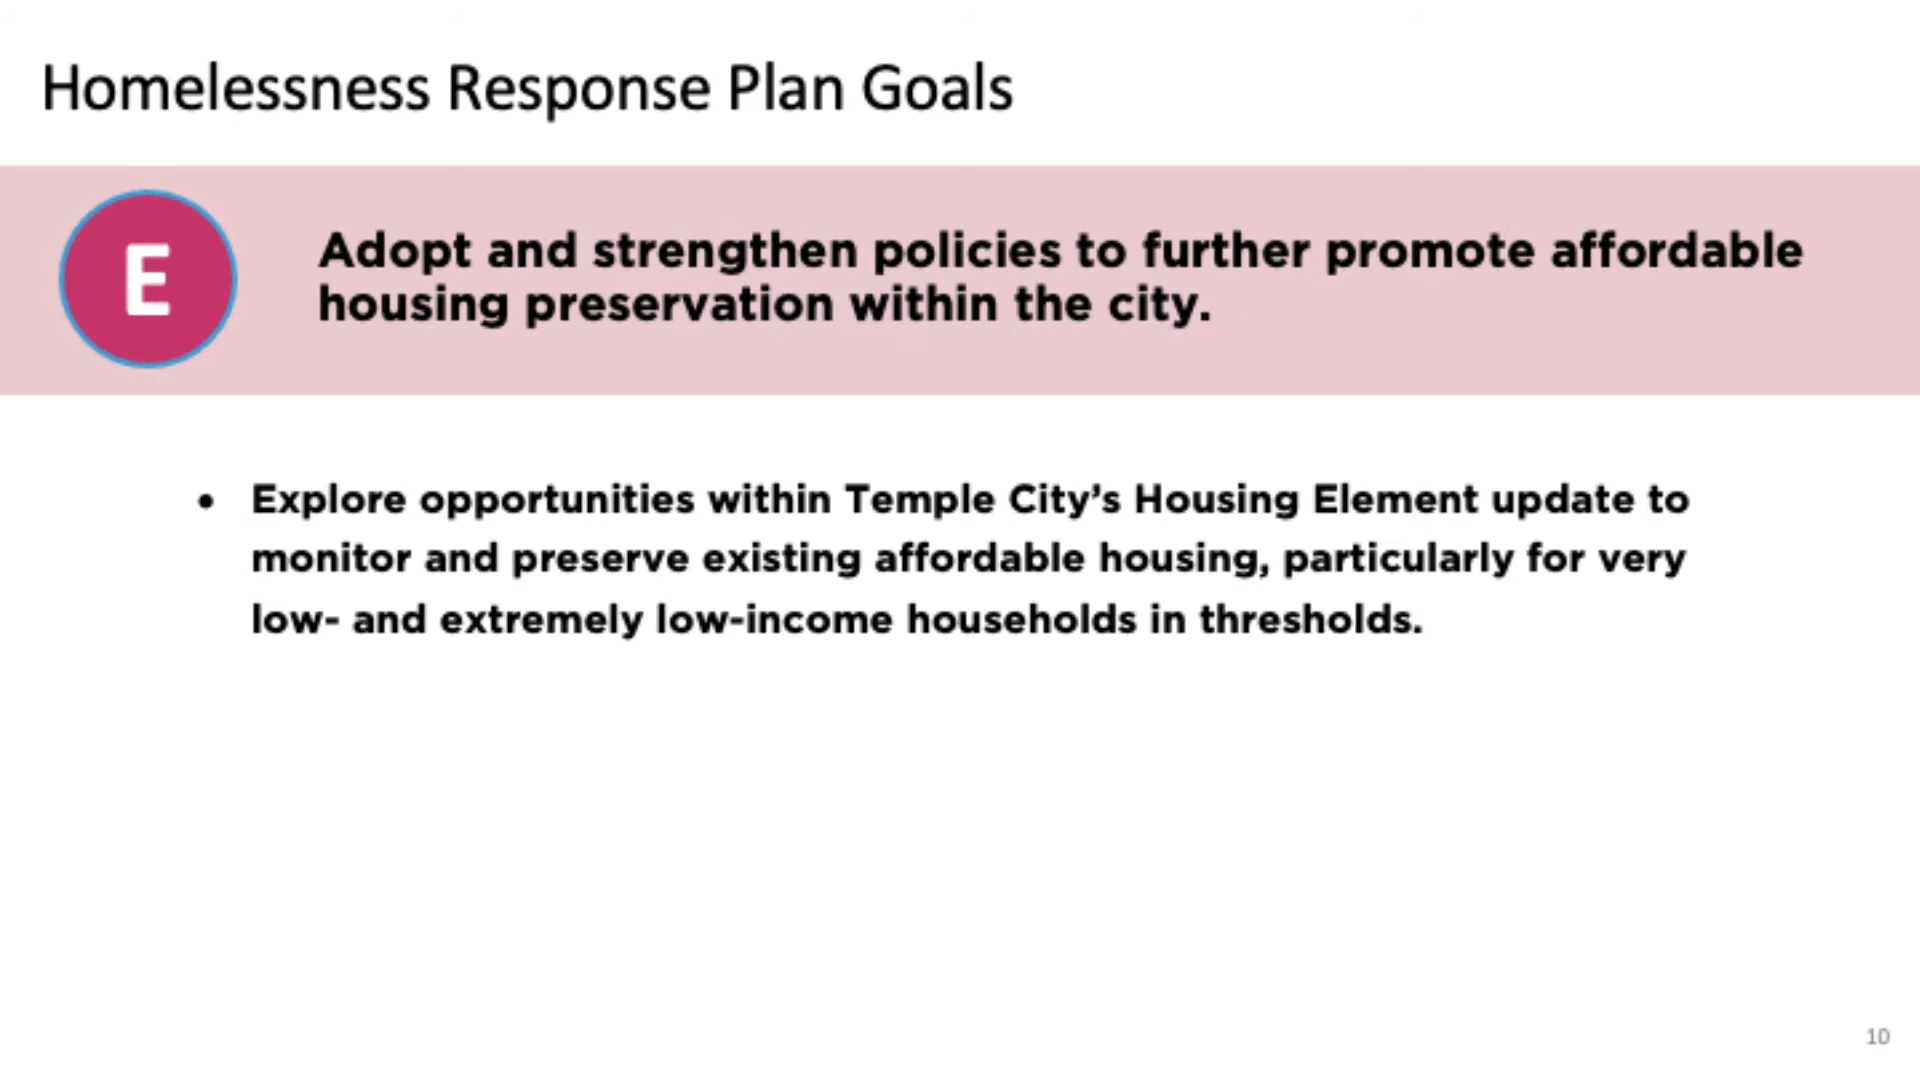 Homelessness Response Plan Goals
E
Adopt and strengthen policies to further promote affordable
housing preservation within the city.
• Explore opportunities within Temple City’s Housing Element update to
monitor and preserve existing affordable housing, particularly for very
low- and extremely low-income households in thresholds.
10